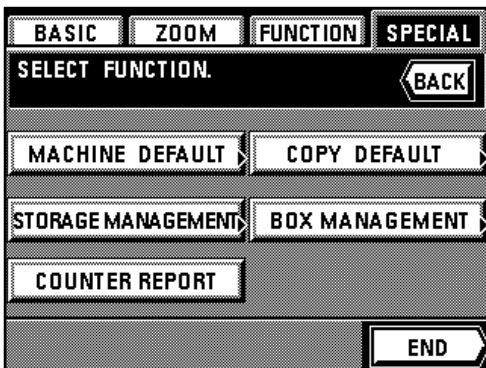 BASIC ZOOM FUNCTION SPECIAL
SELECT FUNCTION.
BACK
MACHINE DEFAULT COPY DEFAULT
STORAGE MANAGEMENT BOX MANAGEMENT
COUNTER REPORT
END